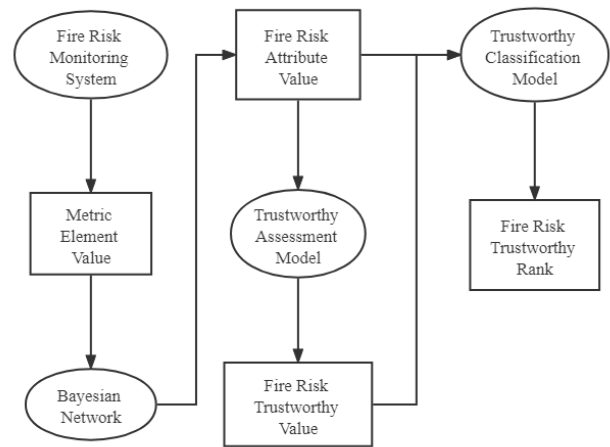 Fire Risk
Monitoring
System
Metric
Element
Value
Bayesian
Network
Fire Risk
Attribute
Value
Trustworthy
Assessment
Model
Fire Risk
Trustworthy
Value
Trustworthy
Classification
Model
Fire Risk
Trustworthy
Rank